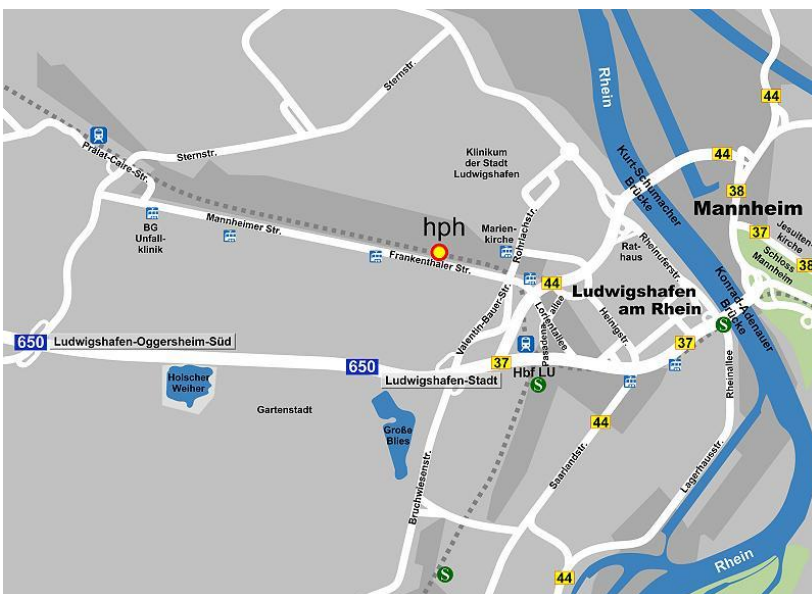 Rhein
44
Sternstr.
Kurt-Schumacher
Brücke
44
Prälat-Caire-Str.
Sternstr.
Klinikum
der Stadt
Ludwigshafen
38
Mannheim
BG
Unfall-
klinik
Mannheimer Str.
hph
Marien-
kirche
Rohrlachstr.
Rat-
haus
Rheinuferstr.
37
Jesuiten-
kirche
Schloss
Mannheim
38
Frankenthaler Str.
44
Ludwigshafen
am Rhein
Konrad-Adenauer
Brücke
Valentin-Bauer-Str.
Lorientallee
Pasadena
allee
Heinigstr.
S
650
Ludwigshafen-Oggersheim-Süd
37
37
650
Ludwigshafen-Stadt
Hbf LU
S
Rheinallee
Holscher
Weiher
Gartenstadt
Große
Blies
44
Bruchwiesenstr.
Saarlandstr.
Lagerhausstr.
Rhein
S
44